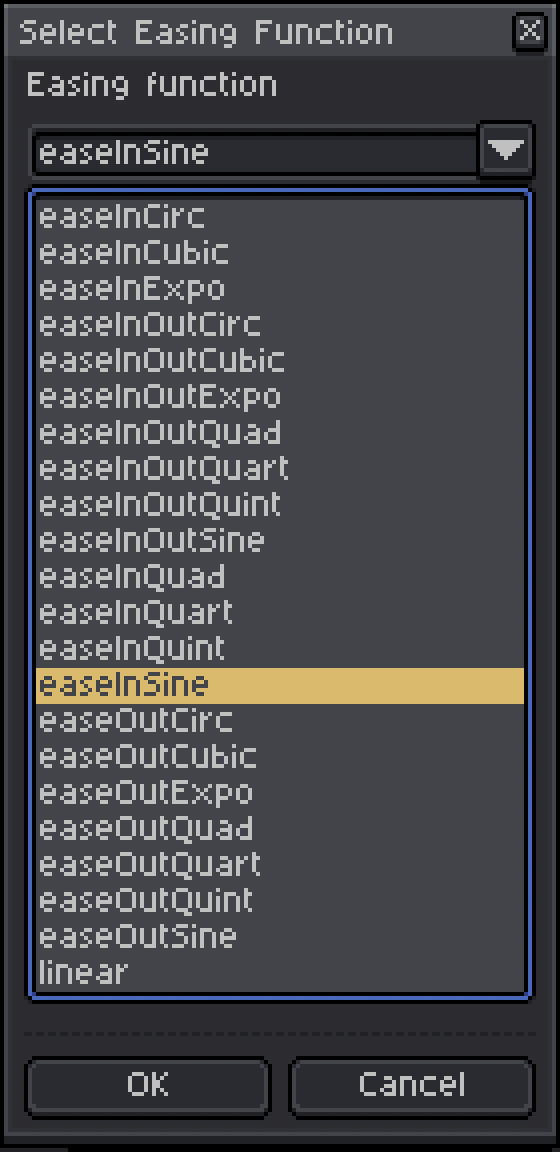 Select Easing Function
Easing function
easeInSine
easeInCirc
easeInCubic
easeInExpo
easeInOutCirc
easeInOutCubic
easeInOutExpo
easeInOutQuad
easeInOutQuart
easeInOutQuint
easeInOutSine
easeInQuad
easeInQuart
easeInQuint
easeInSine
easeOutCirc
easeOutCubic
easeOutExpo
easeOutQuad
easeOutQuart
easeOutQuint
easeOutSine
linear
OK Cancel